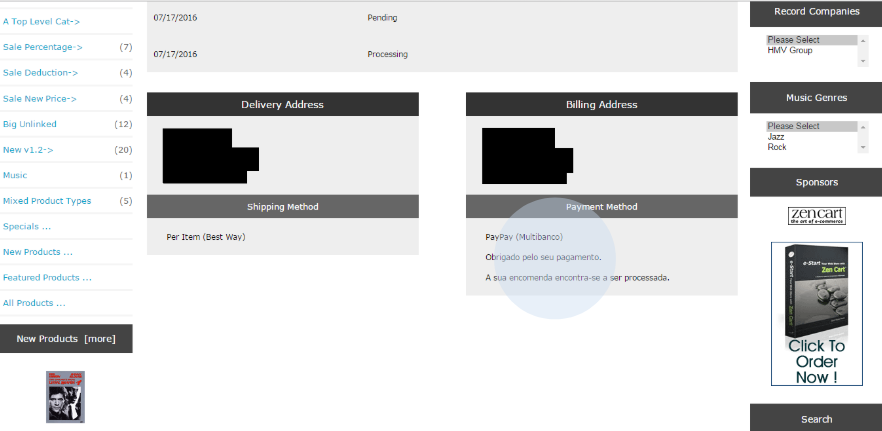 A Top Level Cat->
Sale Percentage-> (7)
Sale Deduction-> (4)
Sale New Price-> (4)
Big Unlinked (12)
New v1.2-> (20)
Music (1)
Mixed Product Types (5)
Specials ...
New Products ...
Featured Products ...
All Products ...
New Products [more]
07/17/2016 Pending
07/17/2016 Processing
Delivery Address
Shipping Method
Per Item (Best Way)
Billing Address
Payment Method
PayPay (Multibanco)
Obrigado pelo seu pagamento.
A sua encomenda encontra-se a ser processada.
Record Companies
Please Select
HMV Group
Music Genres
Please Select
Jazz
Rock
Sponsors
zen cart
the art of e-commerce
e-Start
Zen Cart
Click To
Order
Now !
Search